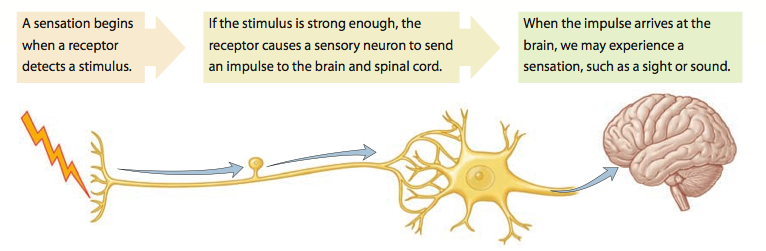 A sensation begins
when a receptor
detects a stimulus.
If the stimulus is strong enough, the
receptor causes a sensory neuron to send
an impulse to the brain and spinal cord.
When the impulse arrives at the
brain, we may experience a
sensation, such as a sight or sound.